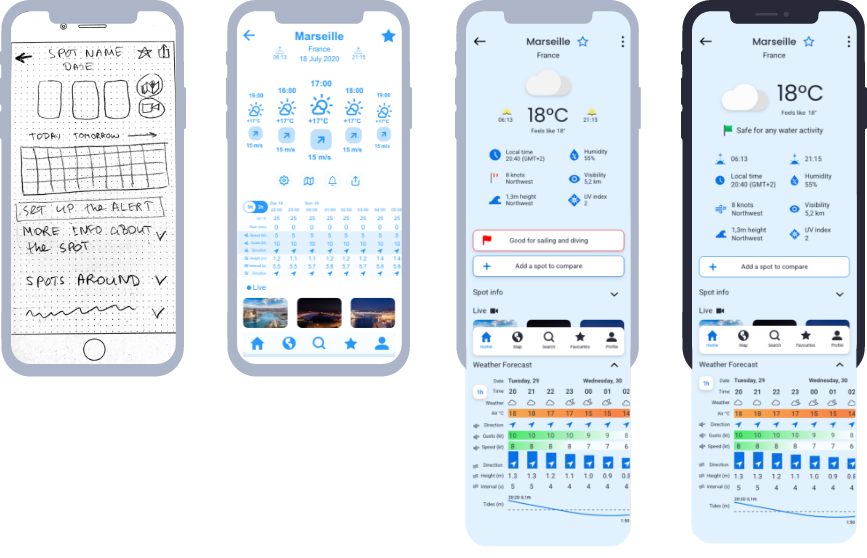 SPOT NAME
DATE
TODAY TOMORROW
SET UP the ALERT
MORE INFO ABOUT
the SPOT
SPOTS AROUND
Marseille
France
18 July 2020
06:13
21:15
15:00
16:00
17:00
18:00
19:00
+17°C
+17°C
+17°C
+17°C
+17°C
15 m/s
15 m/s
15 m/s
15 m/s
15 m/s
1h
Live
Marseille
France
18°C
06:13
21:15
Feels like 18°
Local time
20:40 (GMT+2)
Humidity
55%
8 knots
Northwest
Visibility
5,2 km
1,3m height
Northwest
UV index
2
Good for sailing and diving
Add a spot to compare
Spot info
Live
Home
Map
Search
Favourites
Profile
Weather Forecast
Date Tuesday, 29 Wednesday, 30
1h
Time 20 21 22 23 00 01 02
Weather
Air °C 18 18 17 17 15 15 14
Direction
Gusts (kt) 10 10 10 10 9 9 8
Speed (kt) 8 8 8 8 7 7 6
Direction
Height (m) 1.3 1.3 1.2 1.1 1.0 0.9 0.8
Interval (s) 5 5 4 4 4 4 4
20:20 0,1m
Tides (m)
1:50
Marseille
France
18°C
Feels like 18°
Safe for any water activity
06:13
21:15
Local time
20:40 (GMT+2)
Humidity
55%
8 knots
Northwest
Visibility
5,2 km
1,3m height
Northwest
UV index
2
Add a spot to compare
Spot info
Live
Home
Map
Search
Favourites
Profile
Weather Forecast
Date Tuesday, 29 Wednesday, 30
1h
Time 20 21 22 23 00 01 02
Weather
Air °C 18 18 17 17 15 15 14
Direction
Gusts (kt) 10 10 10 10 9 9 8
Speed (kt) 8 8 8 8 7 7 6
Direction
Height (m) 1.3 1.3 1.2 1.1 1.0 0.9 0.8
Interval (s) 5 5 4 4 4 4 4
20:20 0,1m
Tides (m)
1:50